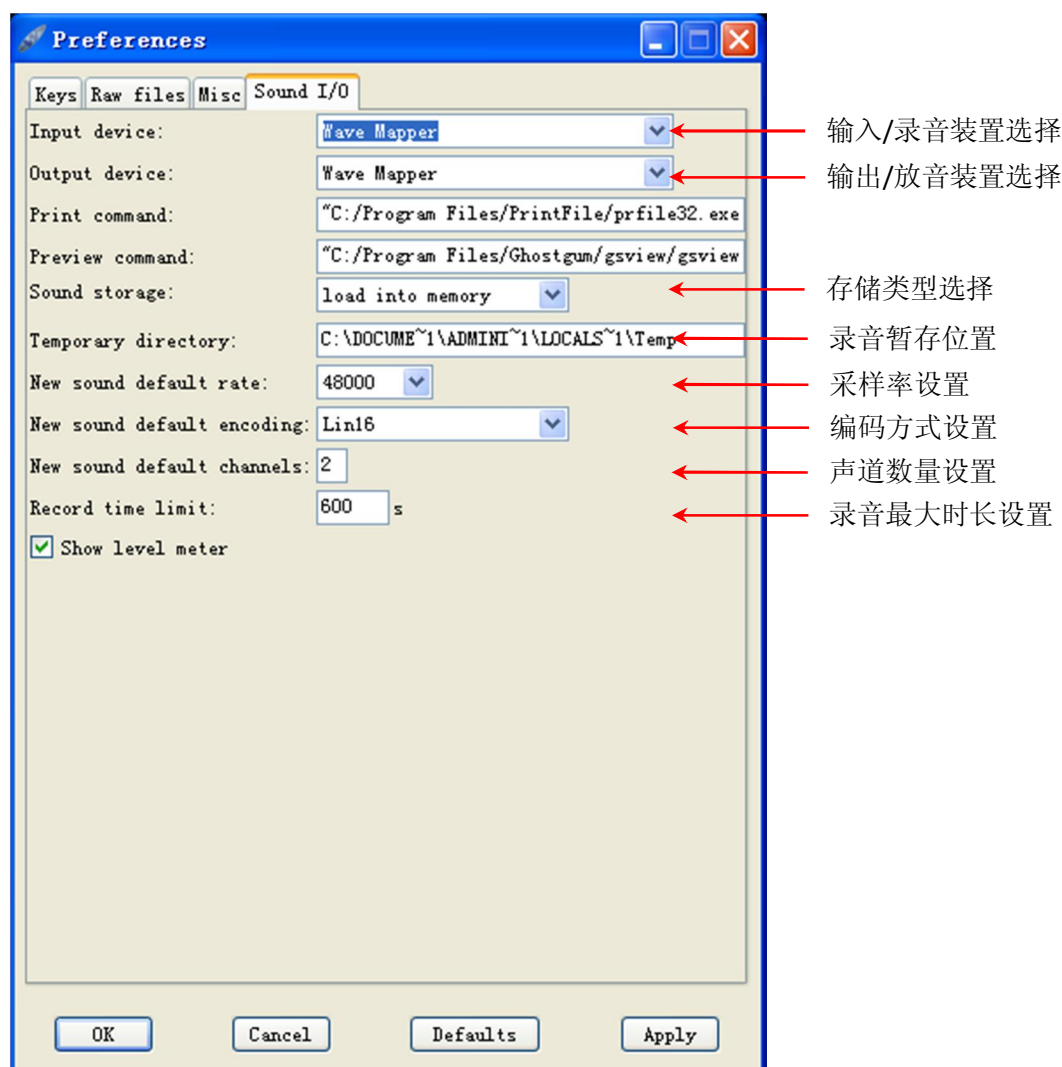 Preferences
Keys Raw files Misc Sound I/O
Input device: Wave Mapper 输入/录音装置选择
Output device: Wave Mapper 输出/放音装置选择
Print command: "C:/Program Files/PrintFile/prfile32.exe
Preview command: "C:/Program Files/Ghostgum/gsview/gsview
Sound storage: load into memory 存储类型选择
Temporary directory: C:\DOCUME~1\ADMINI~1\LOCALS~1\Temp 录音暂存位置
New sound default rate: 48000 采样率设置
New sound default encoding: Lin16 编码方式设置
New sound default channels: 2 声道数量设置
Record time limit: 600 s 录音最大时长设置
Show level meter
OK Cancel Defaults Apply